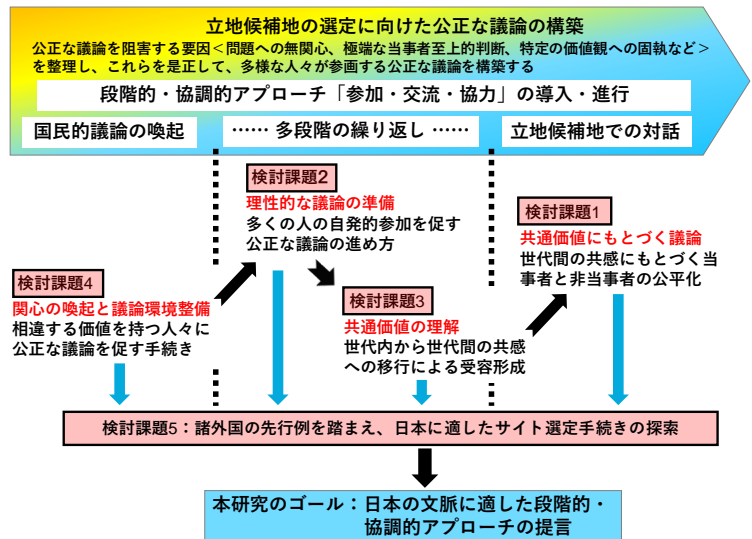 立地候補地の選定に向けた公正な議論の構築
公正な議論を阻害する要因＜問題への無関心、極端な当事者至上的判断、特定の価値観への固執など＞
を整理し、これらを是正して、多様な人々が参画する公正な議論を構築する
段階的・協調的アプローチ「参加・交流・協力」の導入・進行
国民的議論の喚起
…… 多段階の繰り返し ……
立地候補地での対話
検討課題2
理性的な議論の準備
多くの人の自発的参加を促す
公正な議論の進め方
検討課題1
共通価値にもとづく議論
世代間の共感にもとづく当
事者と非当事者の公平化
検討課題4
関心の喚起と議論環境整備
相違する価値を持つ人々に
公正な議論を促す手続き
検討課題3
共通価値の理解
世代内から世代間の共感
への移行による受容形成
検討課題5：諸外国の先行例を踏まえ、日本に適したサイト選定手続きの探索
本研究のゴール：日本の文脈に適した段階的・
協調的アプローチの提言